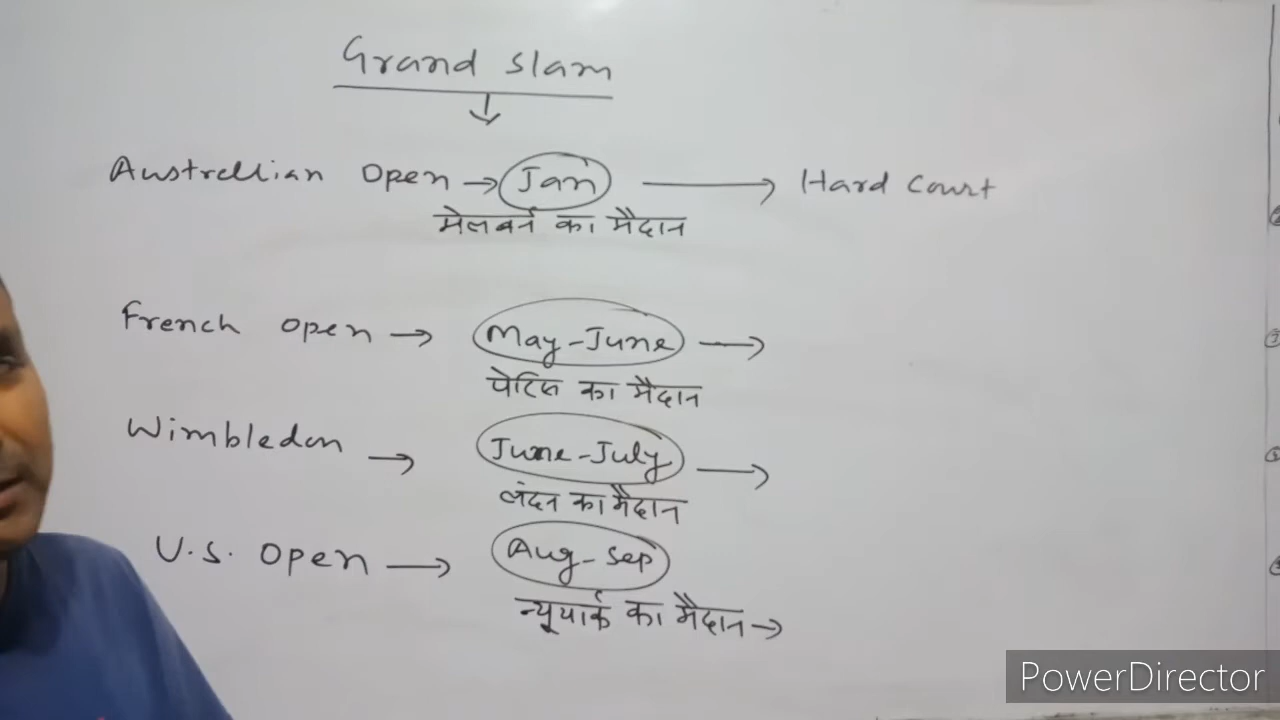 Grand Slam
↓
Austrellian Open → Jan → Hard Court
मेलबर्न का मैदान
French Open → May-June →
पेरिस का मैदान
Wimbledon → June-July →
लंदन का मैदान
U.S. Open → Aug-Sep
न्यूयार्क का मैदान →
PowerDirector